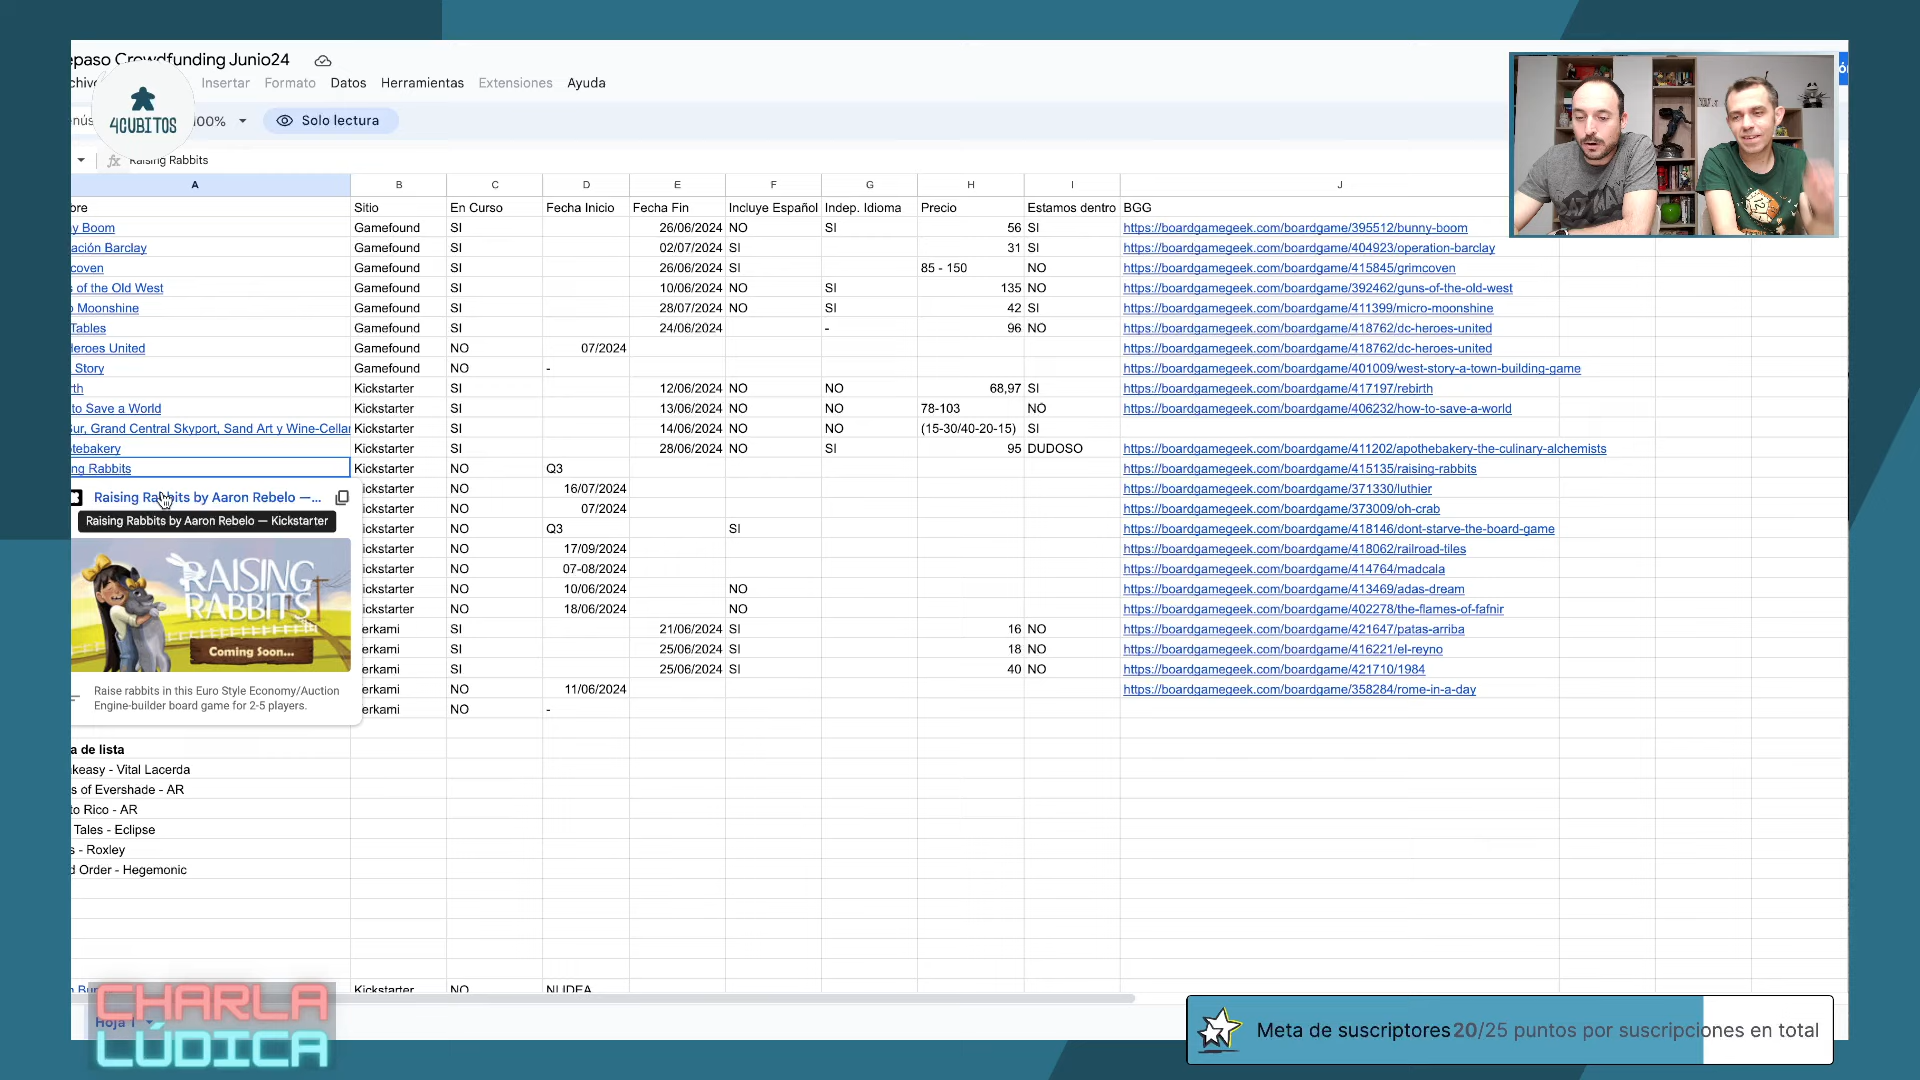 epaso Crowdfunding Junio24
Insertar Formato Datos Herramientas Extensiones Ayuda
4CUBITOS
100% Solo lectura
fx Raising Rabbits
A B C D E F G H I J
bre Sitio En Curso Fecha Inicio Fecha Fin Incluye Español Indep. Idioma Precio Estamos dentro BGG
y Boom Gamefound SI 26/06/2024 NO SI 56 SI https://boardgamegeek.com/boardgame/395512/bunny-boom
ación Barclay Gamefound SI 02/07/2024 SI 31 SI https://boardgamegeek.com/boardgame/404923/operation-barclay
coven Gamefound SI 26/06/2024 SI 85 - 150 NO https://boardgamegeek.com/boardgame/415845/grimcoven
s of the Old West Gamefound SI 10/06/2024 NO SI 135 NO https://boardgamegeek.com/boardgame/392462/guns-of-the-old-west
o Moonshine Gamefound SI 28/07/2024 NO SI 42 SI https://boardgamegeek.com/boardgame/411399/micro-moonshine
Tables Gamefound SI 24/06/2024 - 96 NO https://boardgamegeek.com/boardgame/418762/dc-heroes-united
Heroes United Gamefound NO 07/2024 https://boardgamegeek.com/boardgame/418762/dc-heroes-united
Story Gamefound NO - https://boardgamegeek.com/boardgame/401009/west-story-a-town-building-game
rth Kickstarter SI 12/06/2024 NO NO 68,97 SI https://boardgamegeek.com/boardgame/417197/rebirth
to Save a World Kickstarter SI 13/06/2024 NO NO 78-103 NO https://boardgamegeek.com/boardgame/406232/how-to-save-a-world
ur, Grand Central Skyport, Sand Art y Wine-Cellar Kickstarter SI 14/06/2024 NO NO (15-30/40-20-15) SI
tebakery Kickstarter SI 28/06/2024 NO SI 95 DUDOSO https://boardgamegeek.com/boardgame/411202/apothebakery-the-culinary-alchemists
ng Rabbits Kickstarter NO Q3 https://boardgamegeek.com/boardgame/415135/raising-rabbits
Raising Rabbits by Aaron Rebelo —...
Raising Rabbits by Aaron Rebelo — Kickstarter
RAISING
RABBITS
Coming Soon...
Raise rabbits in this Euro Style Economy/Auction
Engine-builder board game for 2-5 players.
ickstarter NO 16/07/2024 https://boardgamegeek.com/boardgame/371330/luthier
ickstarter NO 07/2024 https://boardgamegeek.com/boardgame/373009/oh-crab
ickstarter NO Q3 SI https://boardgamegeek.com/boardgame/418146/dont-starve-the-board-game
ickstarter NO 17/09/2024 https://boardgamegeek.com/boardgame/418062/railroad-tiles
ickstarter NO 07-08/2024 https://boardgamegeek.com/boardgame/414764/madcala
ickstarter NO 10/06/2024 NO https://boardgamegeek.com/boardgame/413469/adas-dream
ickstarter NO 18/06/2024 NO https://boardgamegeek.com/boardgame/402278/the-flames-of-fafnir
erkami SI 21/06/2024 SI 16 NO https://boardgamegeek.com/boardgame/421647/patas-arriba
erkami SI 25/06/2024 SI 18 NO https://boardgamegeek.com/boardgame/416221/el-reyno
erkami SI 25/06/2024 SI 40 NO https://boardgamegeek.com/boardgame/421710/1984
erkami NO 11/06/2024 https://boardgamegeek.com/boardgame/358284/rome-in-a-day
erkami NO -
a de lista
keasy - Vital Lacerda
s of Evershade - AR
to Rico - AR
Tales - Eclipse
s - Roxley
d Order - Hegemonic
Kickstarter NO NI IDEA
Hoja 1
CHARLA
LÚDICA
Meta de suscriptores 20/25 puntos por suscripciones en total